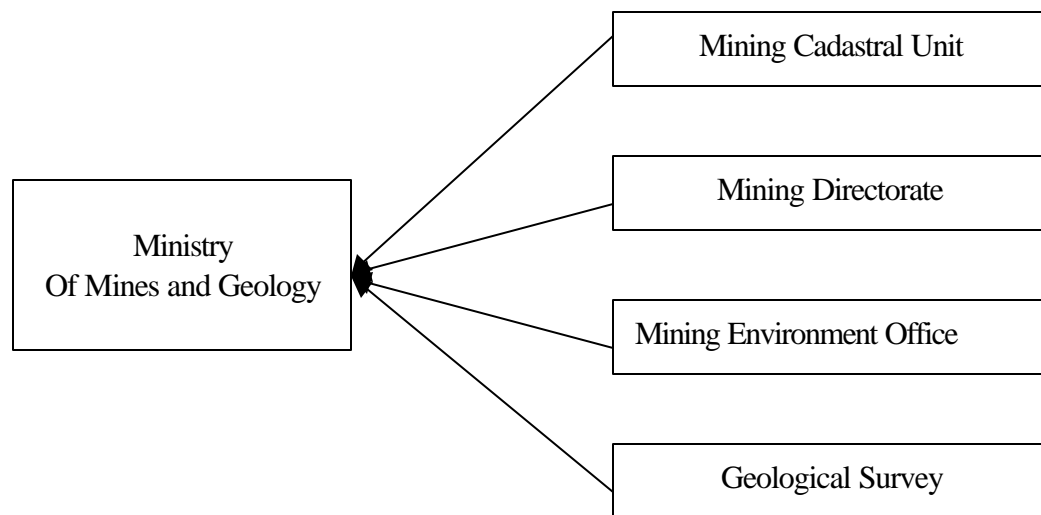 Mining Cadastral Unit
Mining Directorate
Ministry
Of Mines and Geology
Mining Environment Office
Geological Survey